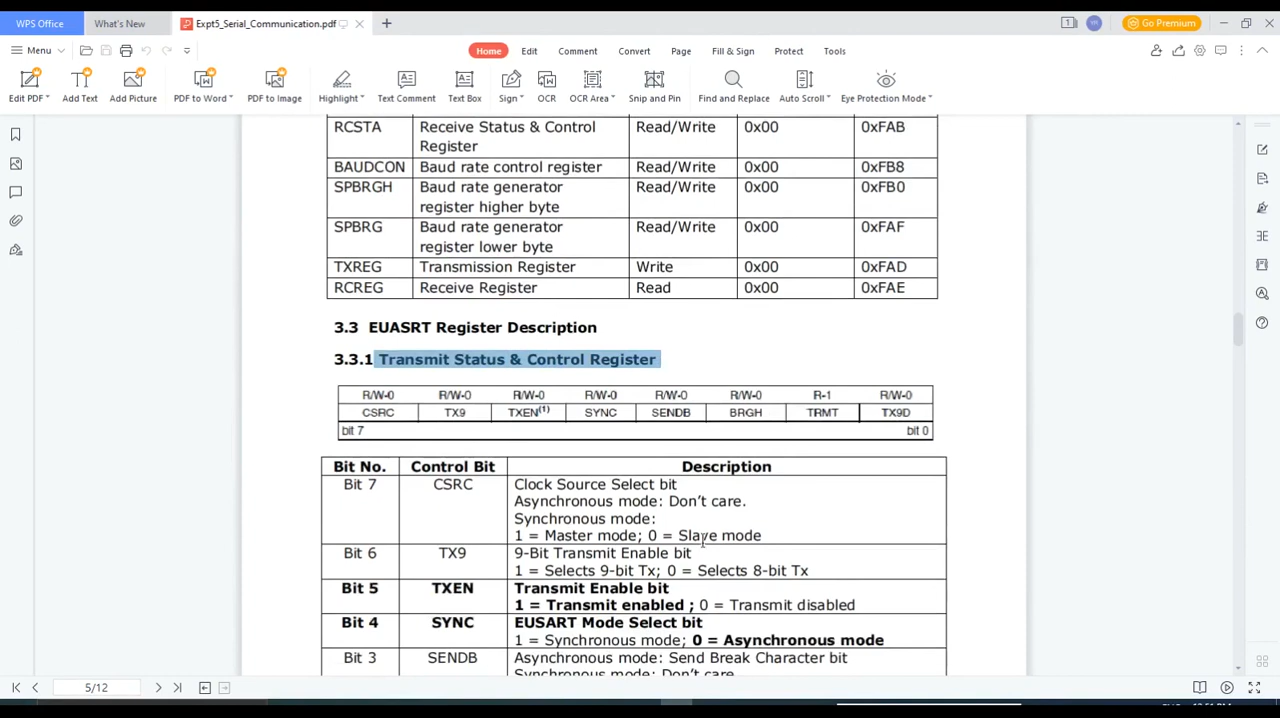 WPS Office What's New Expt5_Serial_Communication.pdf 1 Go Premium
Menu Home Edit Comment Convert Page Fill & Sign Protect Tools
Edit PDF Add Text Add Picture PDF to Word PDF to Image Highlight Text Comment Text Box Sign OCR OCR Area Snip and Pin Find and Replace Auto Scroll Eye Protection Mode
RCSTA Receive Status & Control Read/Write 0x00 0xFAB
Register
BAUDCON Baud rate control register Read/Write 0x00 0xFB8
SPBRGH Baud rate generator Read/Write 0x00 0xFB0
register higher byte
SPBRG Baud rate generator Read/Write 0x00 0xFAF
register lower byte
TXREG Transmission Register Write 0x00 0xFAD
RCREG Receive Register Read 0x00 0xFAE
3.3 EUASRT Register Description
3.3.1 Transmit Status & Control Register
R/W-0 R/W-0 R/W-0 R/W-0 R/W-0 R/W-0 R-1 R/W-0
CSRC TX9 TXEN(1) SYNC SENDB BRGH TRMT TX9D
bit 7 bit 0
Bit No. Control Bit Description
Bit 7 CSRC Clock Source Select bit
Asynchronous mode: Don't care.
Synchronous mode:
1 = Master mode; 0 = Slave mode
Bit 6 TX9 9-Bit Transmit Enable bit
1 = Selects 9-bit Tx; 0 = Selects 8-bit Tx
Bit 5 TXEN Transmit Enable bit
1 = Transmit enabled ; 0 = Transmit disabled
Bit 4 SYNC EUSART Mode Select bit
1 = Synchronous mode; 0 = Asynchronous mode
Bit 3 SENDB Asynchronous mode: Send Break Character bit
Synchronous mode: Don't care.
5/12